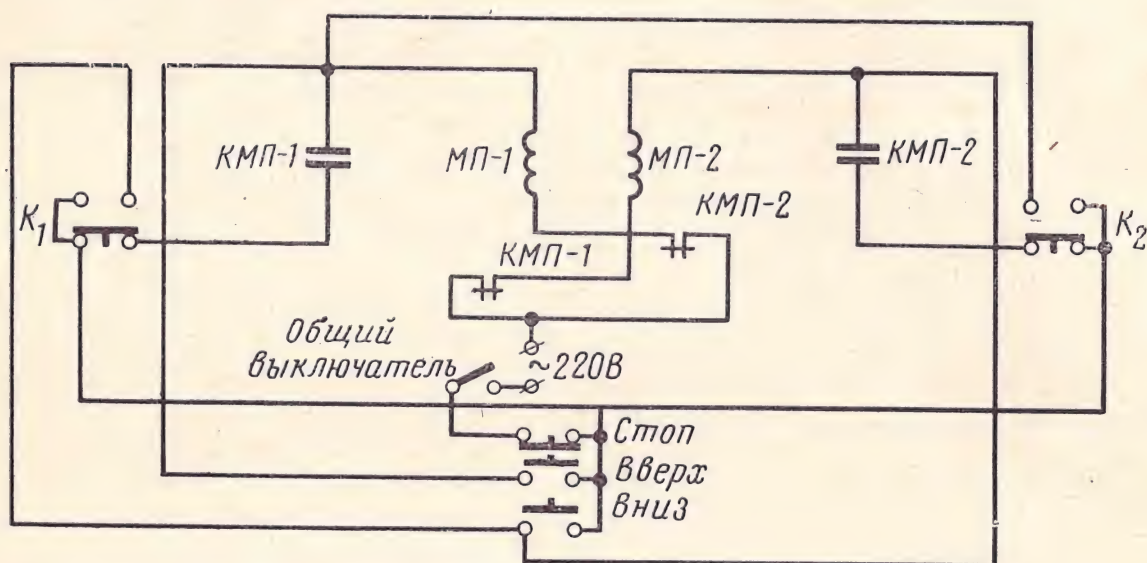 КМП-1
МП-1
МП-2
КМП-2
К1
КМП-2
К2
КМП-1
Общий
выключатель
~220В
Стоп
Вверх
Вниз